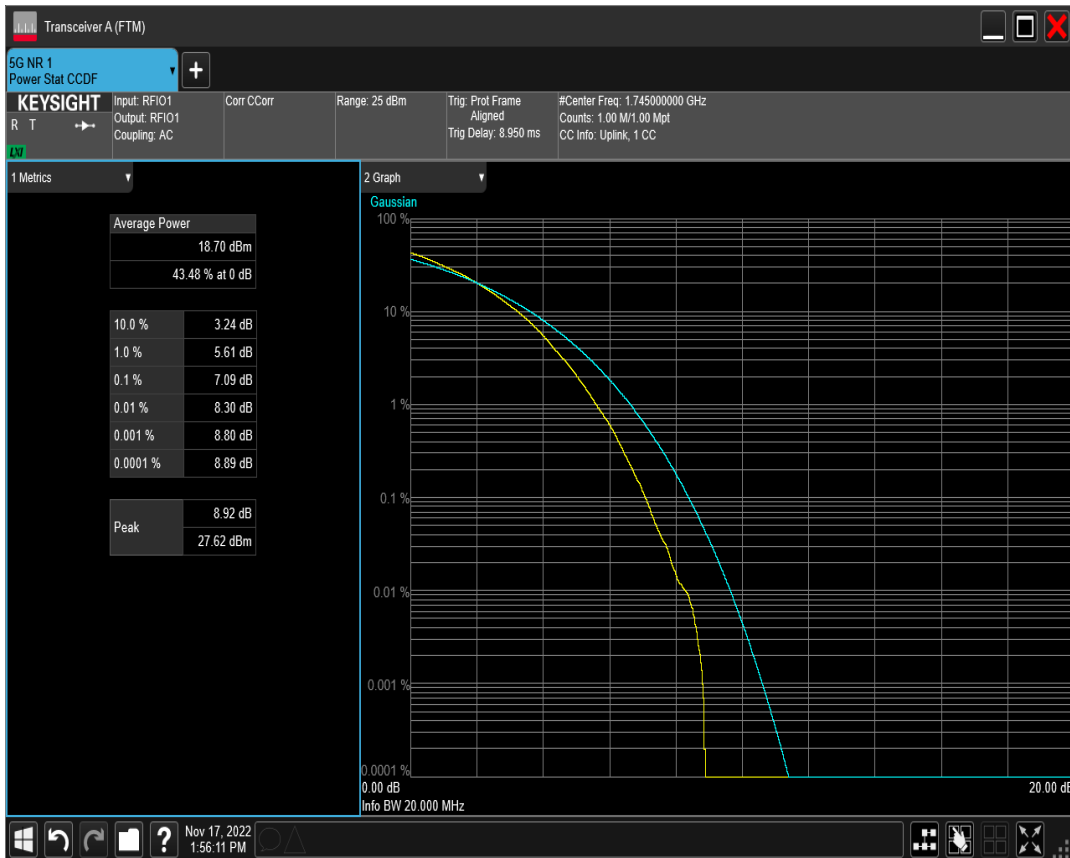 Transceiver A (FTM)
5G NR 1
Power Stat CCDF
+
KEYSIGHT
R T
LXI
Input: RFIO1
Output: RFIO1
Coupling: AC
Corr CCorr
Range: 25 dBm
Trig: Prot Frame
Aligned
Trig Delay: 8.950 ms
#Center Freq: 1.745000000 GHz
Counts: 1.00 M/1.00 Mpt
CC Info: Uplink, 1 CC
1 Metrics
Average Power
18.70 dBm
43.48 % at 0 dB
10.0 % 3.24 dB
1.0 % 5.61 dB
0.1 % 7.09 dB
0.01 % 8.30 dB
0.001 % 8.80 dB
0.0001 % 8.89 dB
Peak
8.92 dB
27.62 dBm
2 Graph
Gaussian
100 %
10 %
1 %
0.1 %
0.01 %
0.001 %
0.0001 %
0.00 dB
20.00 dB
Info BW 20.000 MHz
?
Nov 17, 2022
1:56:11 PM